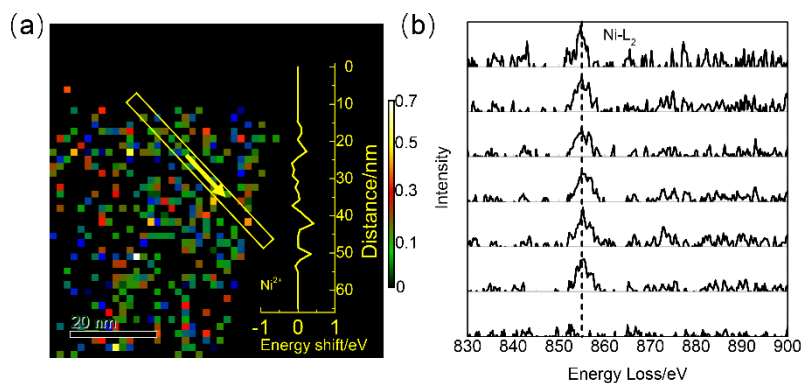 (a)
0
10
20
30
40
50
60
Distance/nm
0.7
0.5
0.3
0.1
0
Ni²⁺
20 nm
-1 0 1
Energy shift/eV
(b)
Ni-L₂
Intensity
830 840 850 860 870 880 890 900
Energy Loss/eV